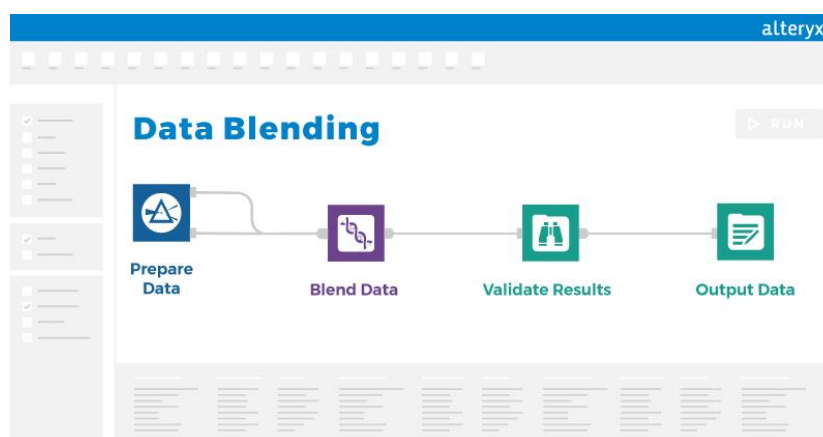 alteryx
Data Blending
RUN
Prepare
Data
Blend Data
Validate Results
Output Data